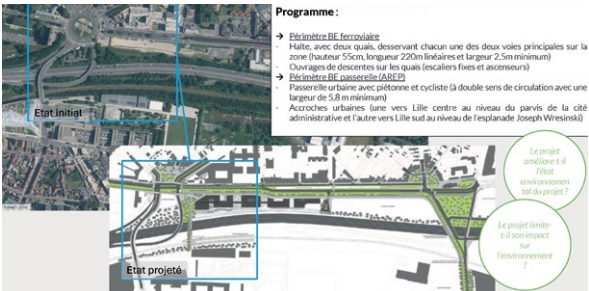 Programme :
→ Périmètre BE ferroviaire
- Halte, avec deux quais, desservant chacun une des deux voies principales sur la
zone (hauteur 55cm, longueur 220m linéaires et largeur 2,5m minimum)
- Ouvrages de descentes sur les quais (escaliers fixes et ascenseurs)
→ Périmètre BE passerelle (AREP)
- Passerelle urbaine avec piètonne et cycliste (à double sens de circulation avec une
largeur de 5,8 m minimum)
- Accroches urbaines (une vers Lille centre au niveau du parvis de la cité
administrative et l'autre vers Lille sud au niveau de l'esplanade Joseph Wresinski)
Etat initial
Le projet
améliore-t-il
l'état
environnemen
tal du projet ?
Le projet limite-
t-il son impact
sur
l'environnement
?
Etat projeté